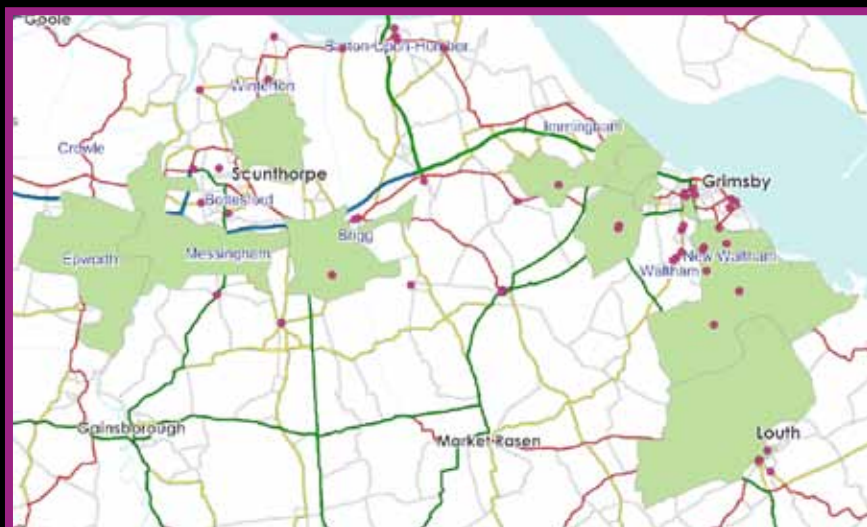 Goole
Barton-Upon-Humber
Winterton
Immingham
Crowle
Scunthorpe
Grimsby
Bottesford
Brigg
Messingham
Epworth
New Waltham
Waltham
Gainsborough
Market Rasen
Louth